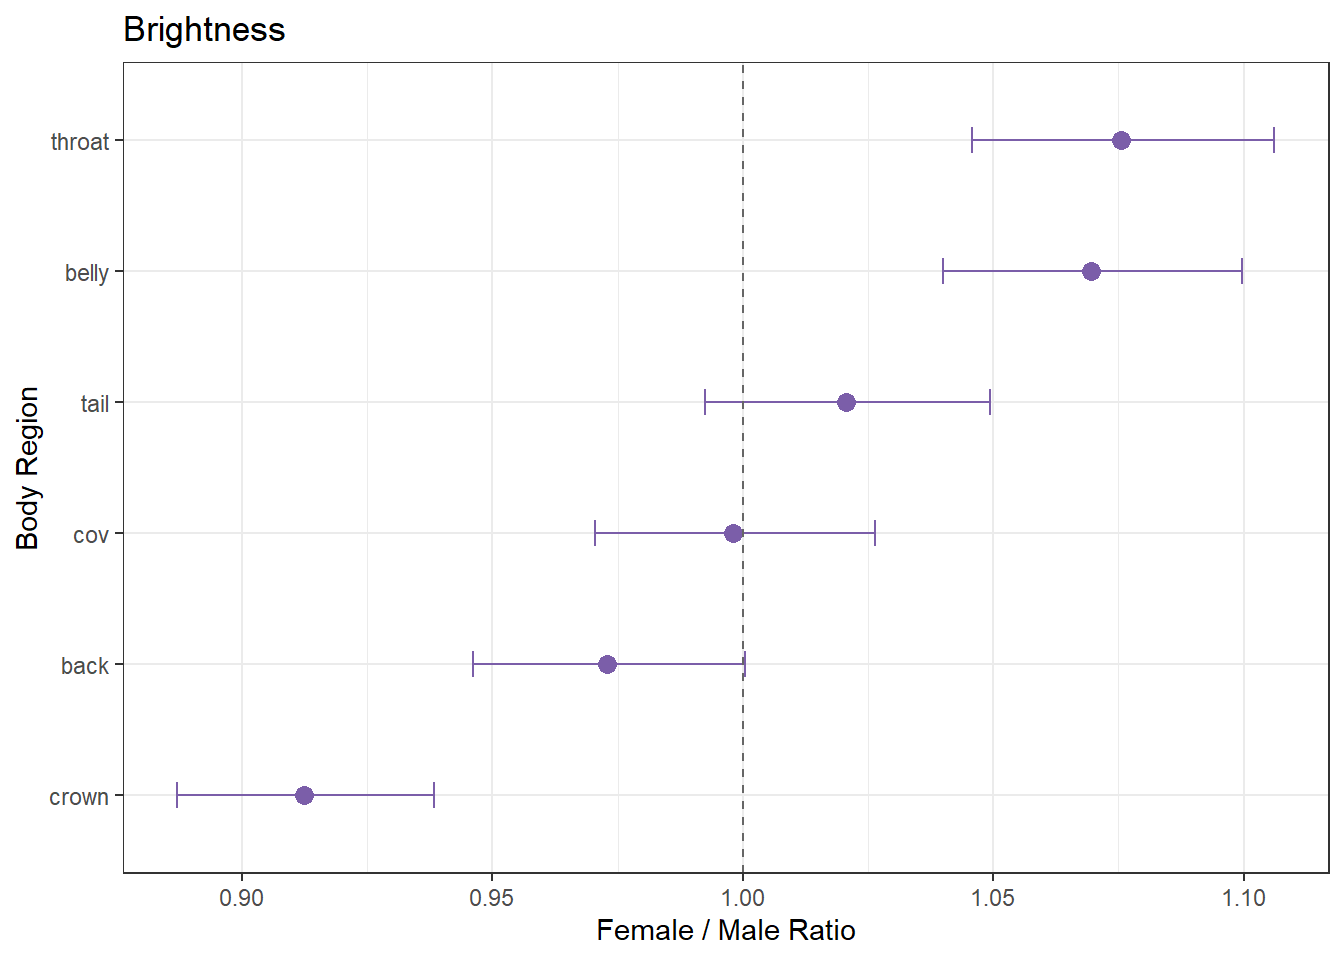 Brightness
Body Region
throat
belly
tail
cov
back
crown
0.90 0.95 1.00 1.05 1.10
Female / Male Ratio